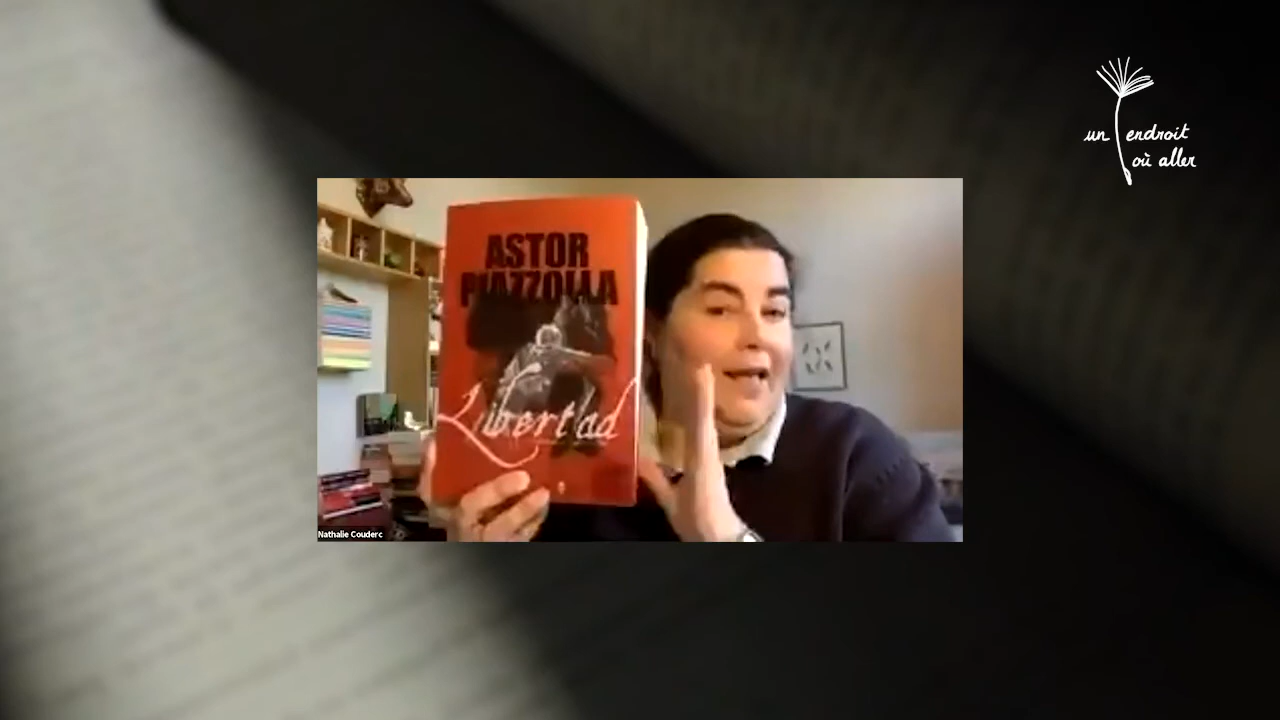 un endroit
où aller
ASTOR
PIAZZOLLA
Libertad
Nathalie Couderc